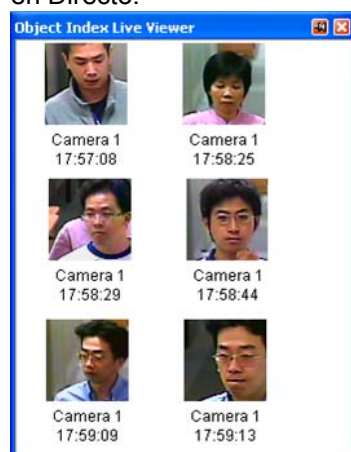 en Directo.
Object Index Live Viewer
Camera 1
17:57:08
Camera 1
17:58:25
Camera 1
17:58:29
Camera 1
17:58:44
Camera 1
17:59:09
Camera 1
17:59:13